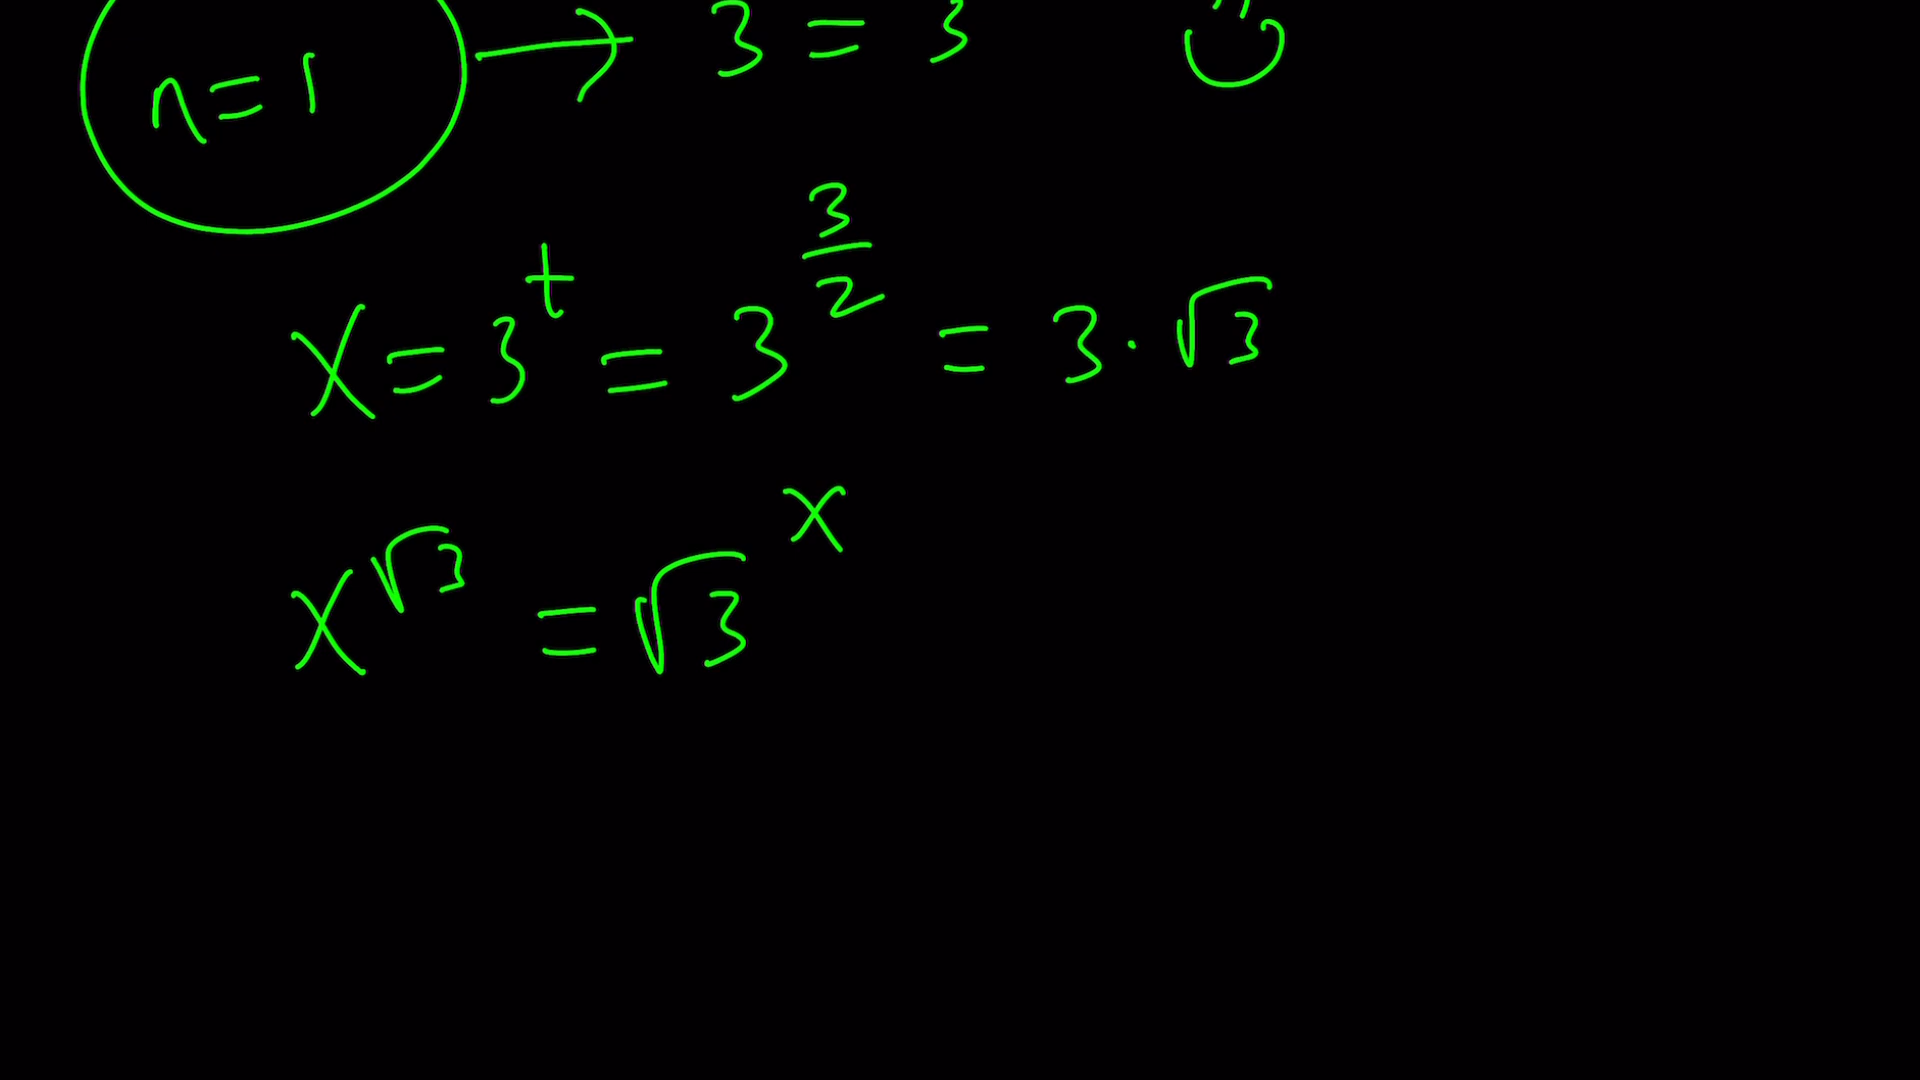 n = 1 → 3 = 3
x = 3^t = 3^(3/2) = 3 · √3
x^√3 = √3^x